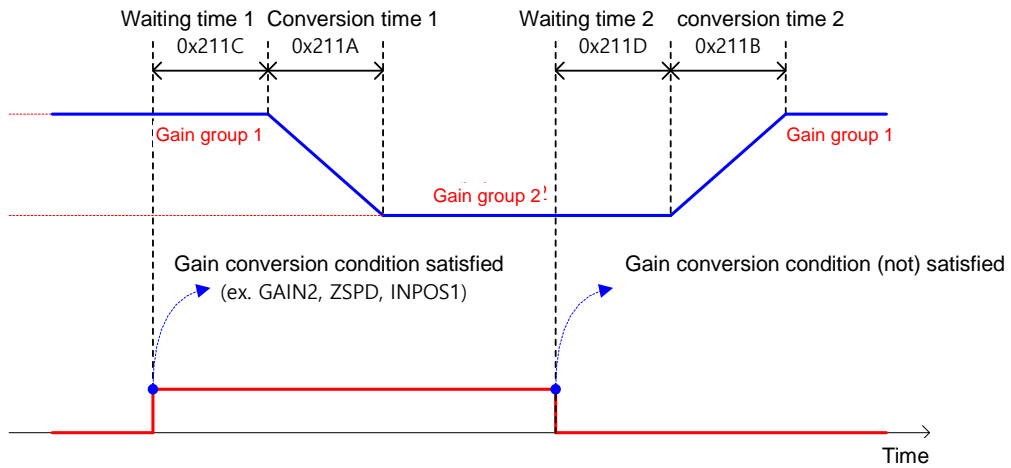 Waiting time 1 Conversion time 1 Waiting time 2 conversion time 2
0x211C 0x211A 0x211D 0x211B
Gain group 1 Gain group 1
Gain group 2
Gain conversion condition satisfied Gain conversion condition (not) satisfied
(ex. GAIN2, ZSPD, INPOS1)
Time